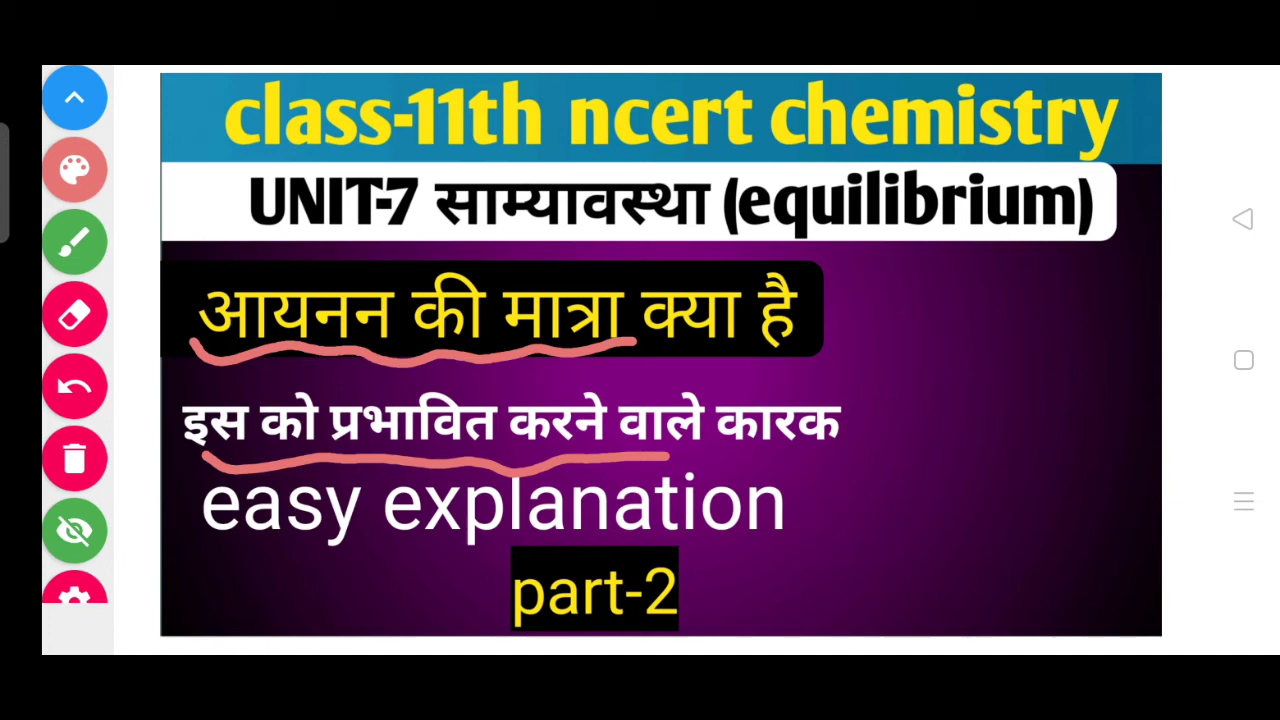 class-11th ncert chemistry
UNIT-7 साम्यावस्था (equilibrium)
आयनन की मात्रा क्या है
इस को प्रभावित करने वाले कारक
easy explanation
part-2